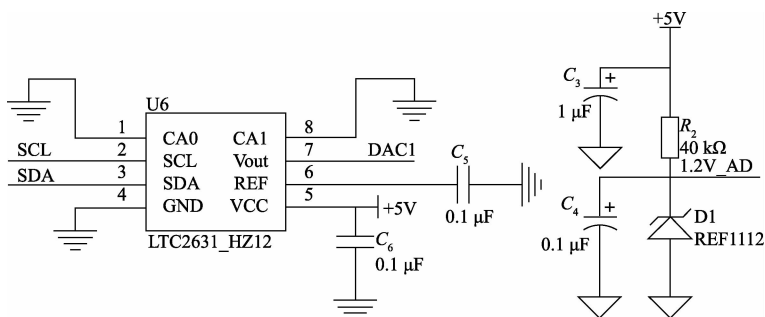 U6
1 CA0 CA1 8
SCL 2 SCL Vout 7 DAC1
SDA 3 SDA REF 6
4 GND VCC 5
LTC2631_HZ12
+5V
C5
0.1 μF
C6
0.1 μF
+5V
C3 +
1 μF
R2
40 kΩ
1.2V_AD
C4 +
0.1 μF
D1
REF1112